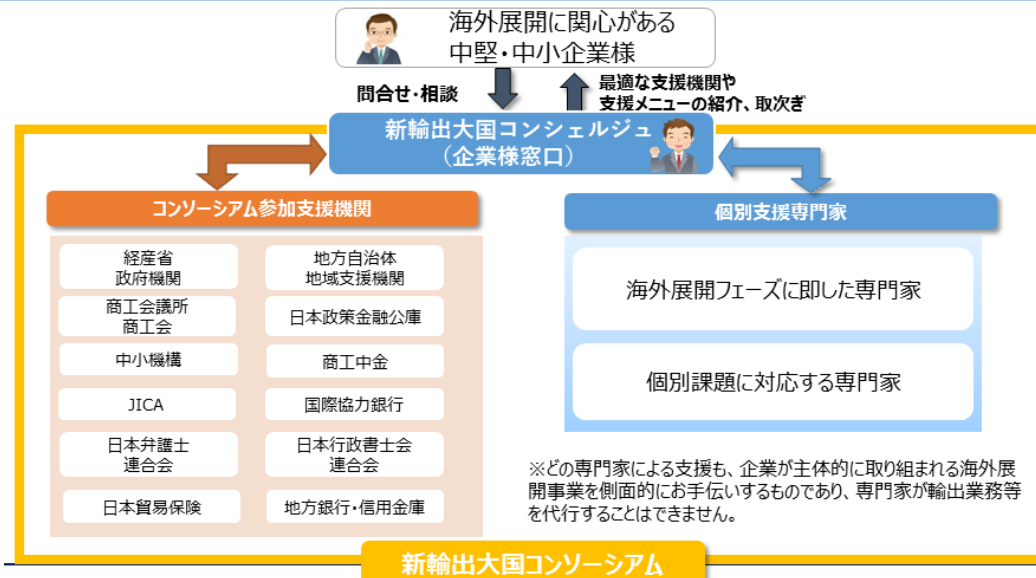 海外展開に関心がある
中堅・中小企業様
問合せ・相談
最適な支援機関や
支援メニューの紹介、取次ぎ
新輸出大国コンシェルジュ
（企業様窓口）
コンソーシアム参加支援機関
経産省
政府機関
地方自治体
地域支援機関
商工会議所
商工会
日本政策金融公庫
中小機構
商工中金
JICA
国際協力銀行
日本弁護士
連合会
日本行政書士会
連合会
日本貿易保険
地方銀行・信用金庫
個別支援専門家
海外展開フェーズに即した専門家
個別課題に対応する専門家
※どの専門家による支援も、企業が主体的に取り組まれる海外展
開事業を側面的にお手伝いするものであり、専門家が輸出業務等
を代行することはできません。
新輸出大国コンソーシアム